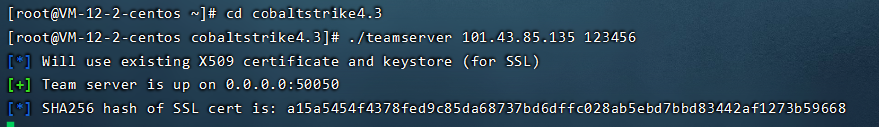 [root@VM-12-2-centos ~]# cd cobaltstrike4.3
[root@VM-12-2-centos cobaltstrike4.3]# ./teamserver 101.43.85.135 123456
[*] Will use existing X509 certificate and keystore (for SSL)
[+] Team server is up on 0.0.0.0:50050
[*] SHA256 hash of SSL cert is: a15a5454f4378fed9c85da68737bd6dffc028ab5ebd7bbd83442af1273b59668